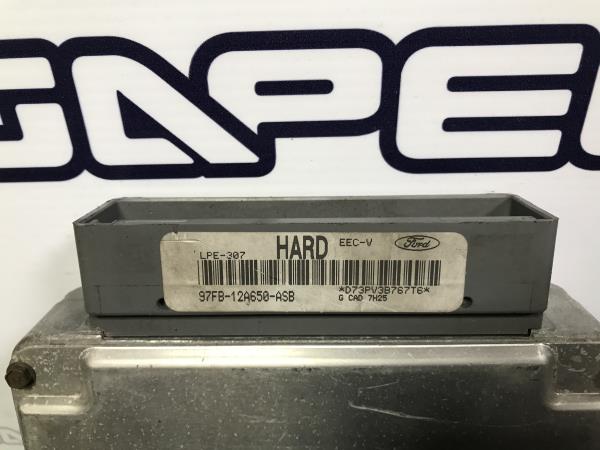 GAPE
LPE-307 HARD EEC-V Ford
97FB-12A650-ASB *D73PV3B767T6*
G CAD 7H25